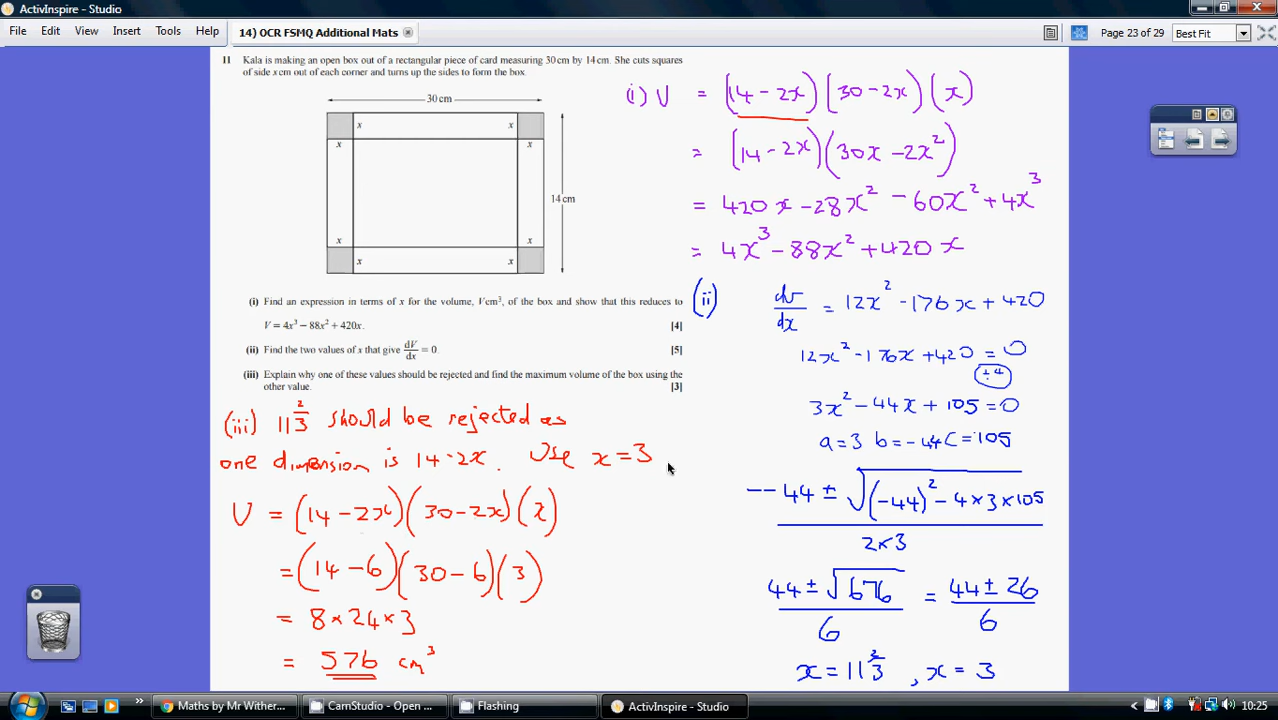 ActivInspire - Studio
File Edit View Insert Tools Help
14) OCR FSMQ Additional Mats
Page 23 of 29
Best Fit
11 Kala is making an open box out of a rectangular piece of card measuring 30 cm by 14 cm. She cuts squares
of side x cm out of each corner and turns up the sides to form the box.
30 cm
x x
x x
14 cm
x x
x x
(i) Find an expression in terms of x for the volume, V cm³, of the box and show that this reduces to
V = 4x³ − 88x² + 420x. [4]
(ii) Find the two values of x that give dV/dx = 0. [5]
(iii) Explain why one of these values should be rejected and find the maximum volume of the box using the
other value. [3]
(iii) 11 2/3 should be rejected as
one dimension is 14-2x. Use x=3
V = (14-2x)(30-2x)(x)
=(14-6)(30-6)(3)
= 8×24×3
= 576 cm³
(i) V = (14-2x)(30-2x)(x)
= (14-2x)(30x-2x²)
= 420x-28x²-60x²+4x³
= 4x³-88x²+420x
(ii) dv/dx = 12x²-176x+420
12x²-176x+420=0
÷4
3x²-44x+105=0
a=3 b=-44 C=105
--44±√((-44)²-4×3×105)
2×3
44±√676 / 6 = 44±26 / 6
x=11 2/3, x=3
Maths by Mr Wither...
CamStudio - Open ...
Flashing
ActivInspire - Studio
10:25